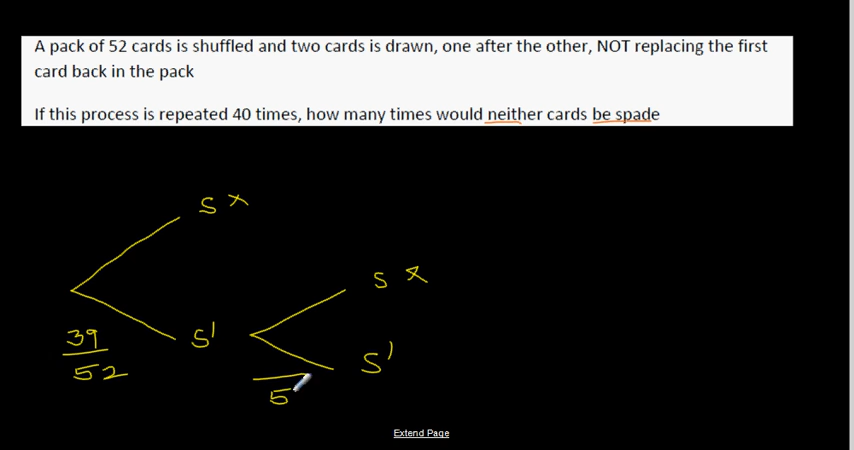 A pack of 52 cards is shuffled and two cards is drawn, one after the other, NOT replacing the first
card back in the pack
If this process is repeated 40 times, how many times would neither cards be spade
S ×
S ×
39
52
S'
S'
5
Extend Page